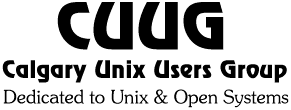 CUUG
Calgary Unix Users Group
Dedicated to Unix & Open Systems